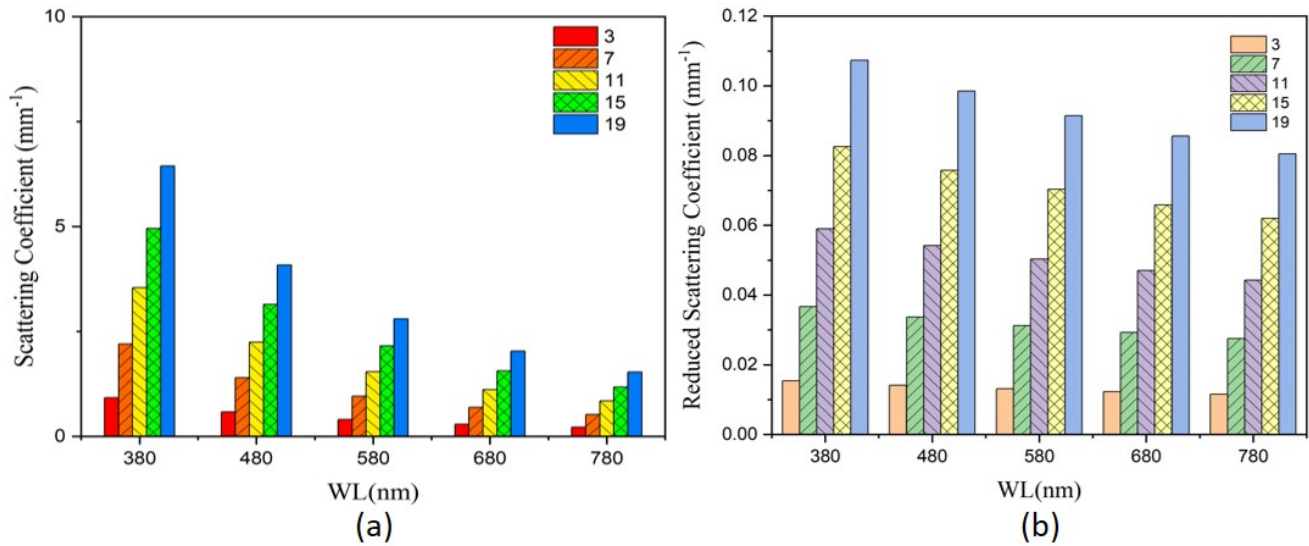 10
5
0
Scattering Coefficient (mm⁻¹)
3
7
11
15
19
380 480 580 680 780
WL(nm)
(a)
0.12
0.10
0.08
0.06
0.04
0.02
0.00
Reduced Scattering Coefficient (mm⁻¹)
3
7
11
15
19
380 480 580 680 780
WL(nm)
(b)